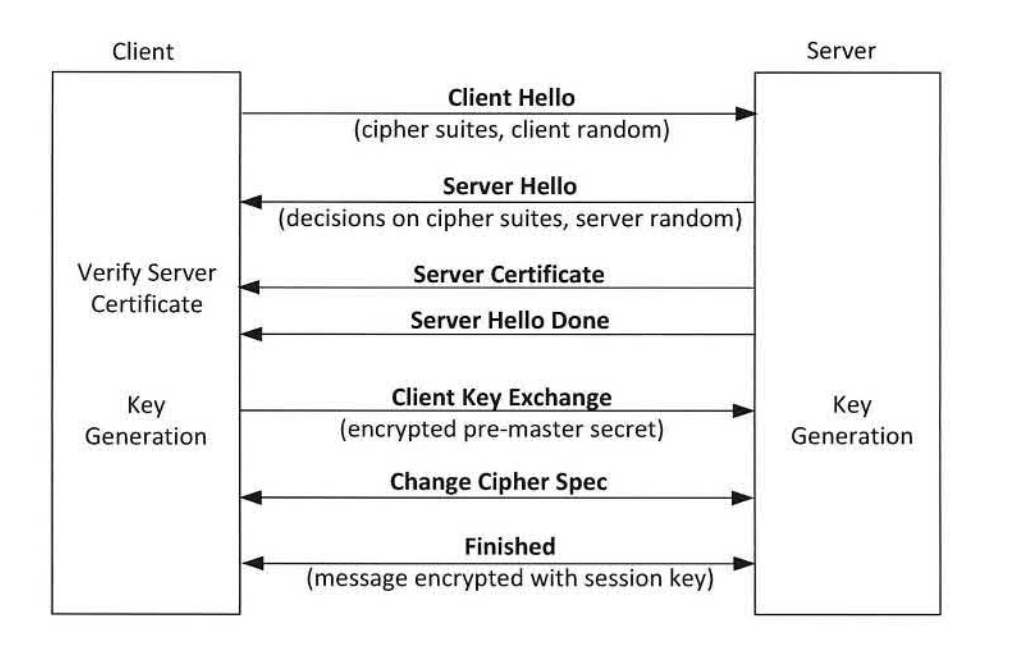 Client
Server
Client Hello
(cipher suites, client random)
Server Hello
(decisions on cipher suites, server random)
Verify Server
Certificate
Server Certificate
Server Hello Done
Client Key Exchange
(encrypted pre-master secret)
Key
Generation
Key
Generation
Change Cipher Spec
Finished
(message encrypted with session key)